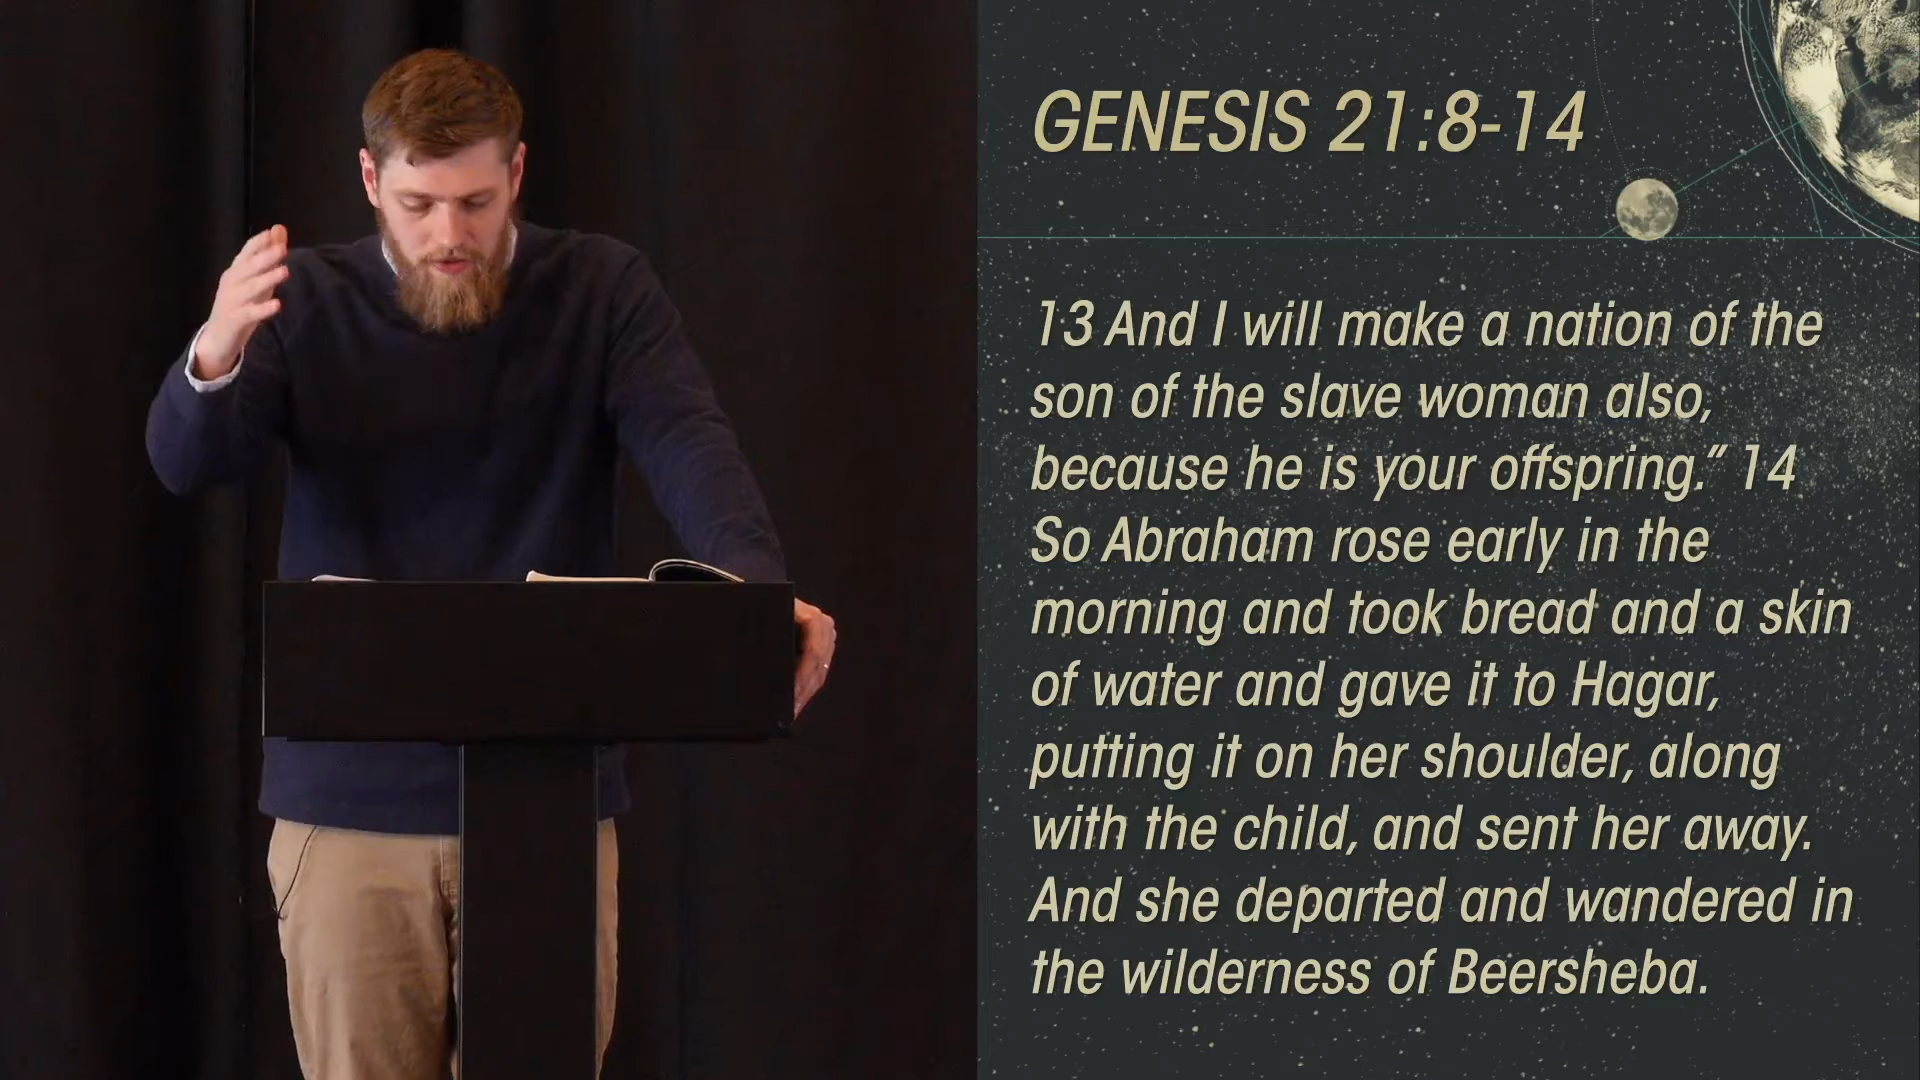 GENESIS 21:8-14
13 And I will make a nation of the
son of the slave woman also,
because he is your offspring.” 14
So Abraham rose early in the
morning and took bread and a skin
of water and gave it to Hagar,
putting it on her shoulder, along
with the child, and sent her away.
And she departed and wandered in
the wilderness of Beersheba.